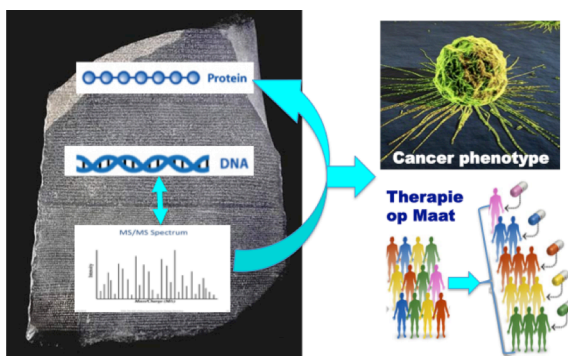 Protein
DNA
MS/MS Spectrum
Cancer phenotype
Therapie
op Maat